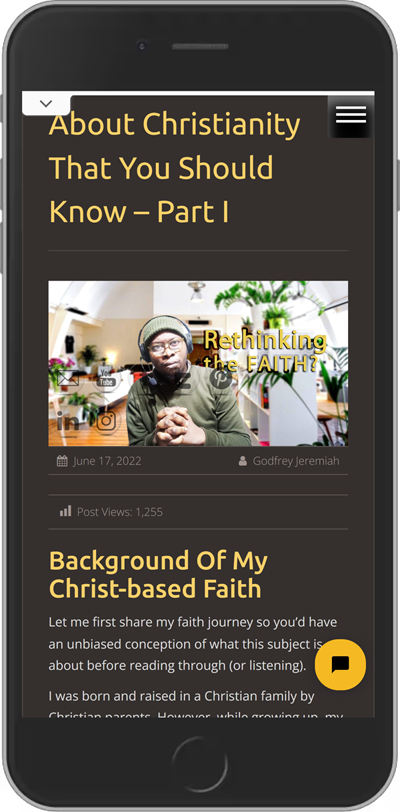 About Christianity
That You Should
Know – Part I
Rethinking
the FAITH?
You
Tube
in
June 17, 2022
Godfrey Jeremiah
Post Views: 1,255
Background Of My
Christ-based Faith
Let me first share my faith journey so you’d have
an unbiased conception of what this subject is
about before reading through (or listening).
I was born and raised in a Christian family by
Christian parents. However, while growing up, my